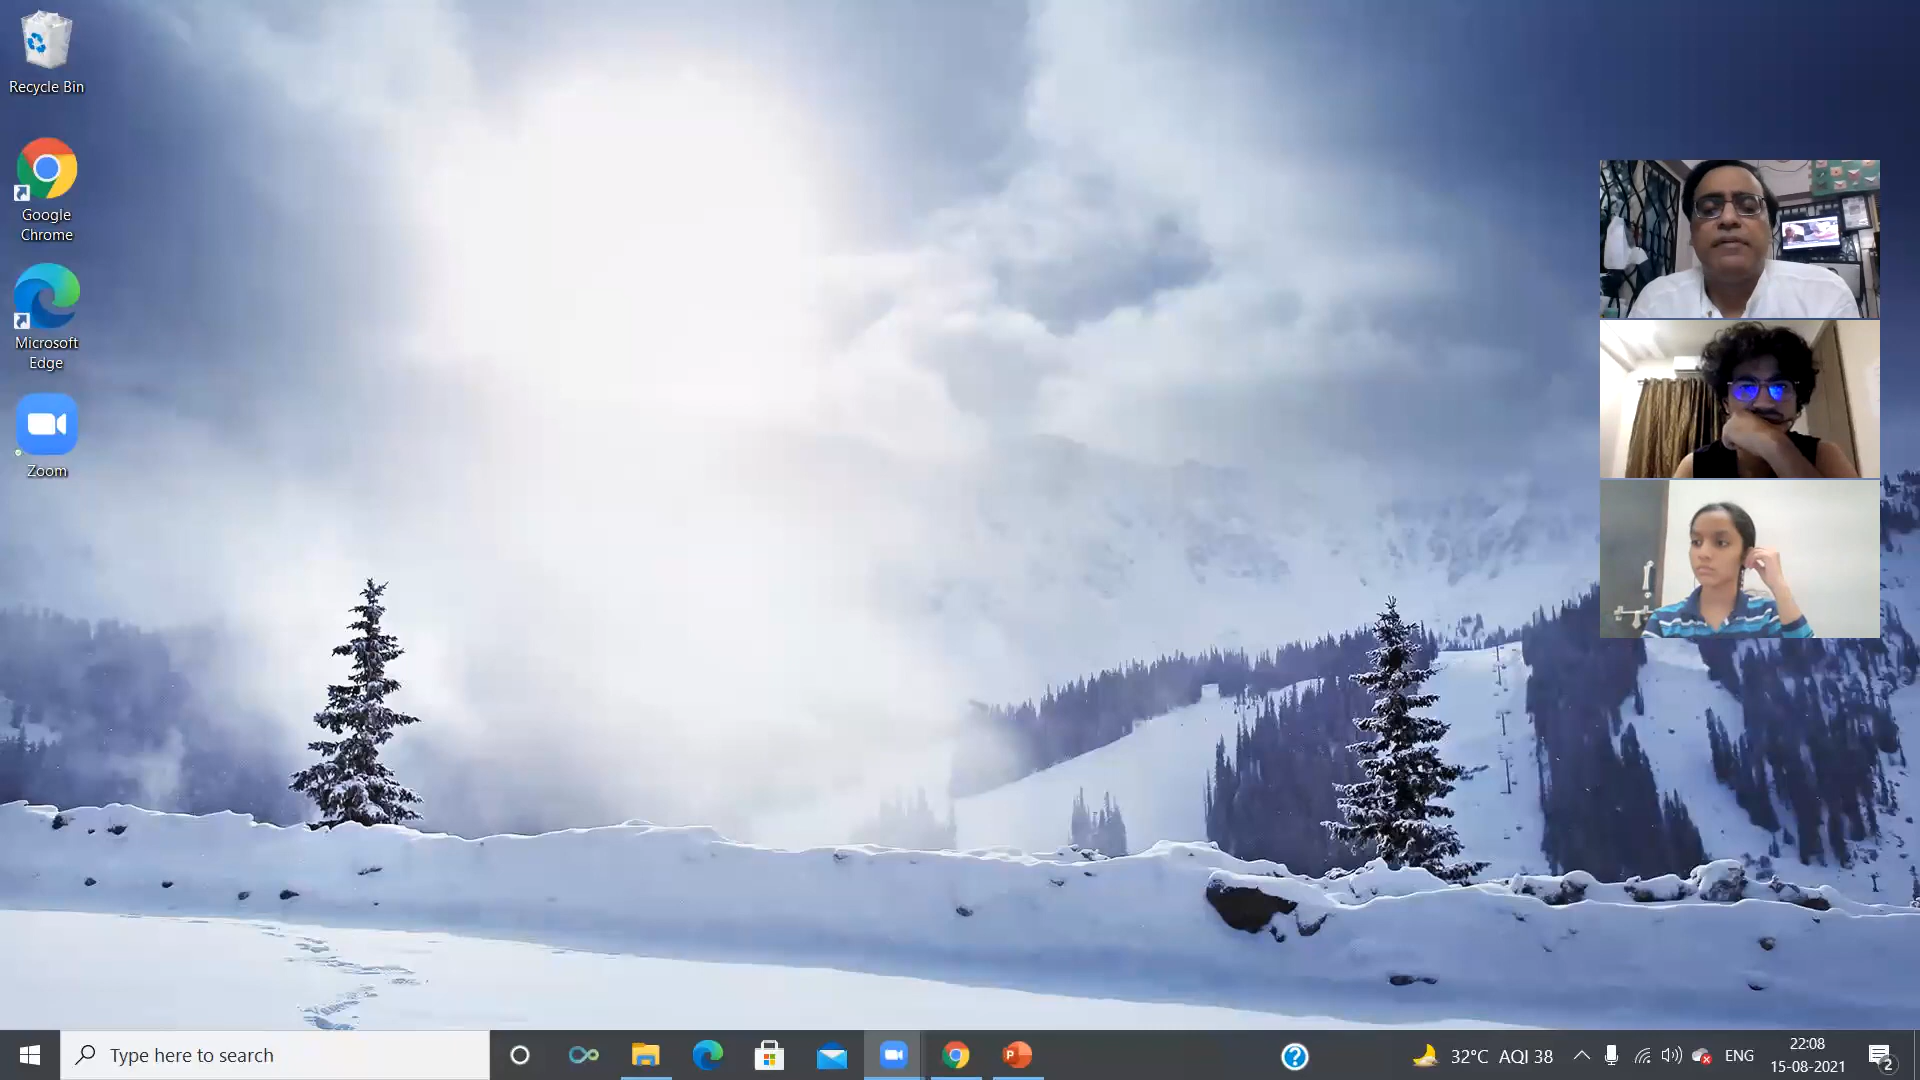 Recycle Bin
Google
Chrome
Microsoft
Edge
Zoom
Type here to search
32°C AQI 38
ENG
22:08
15-08-2021
2